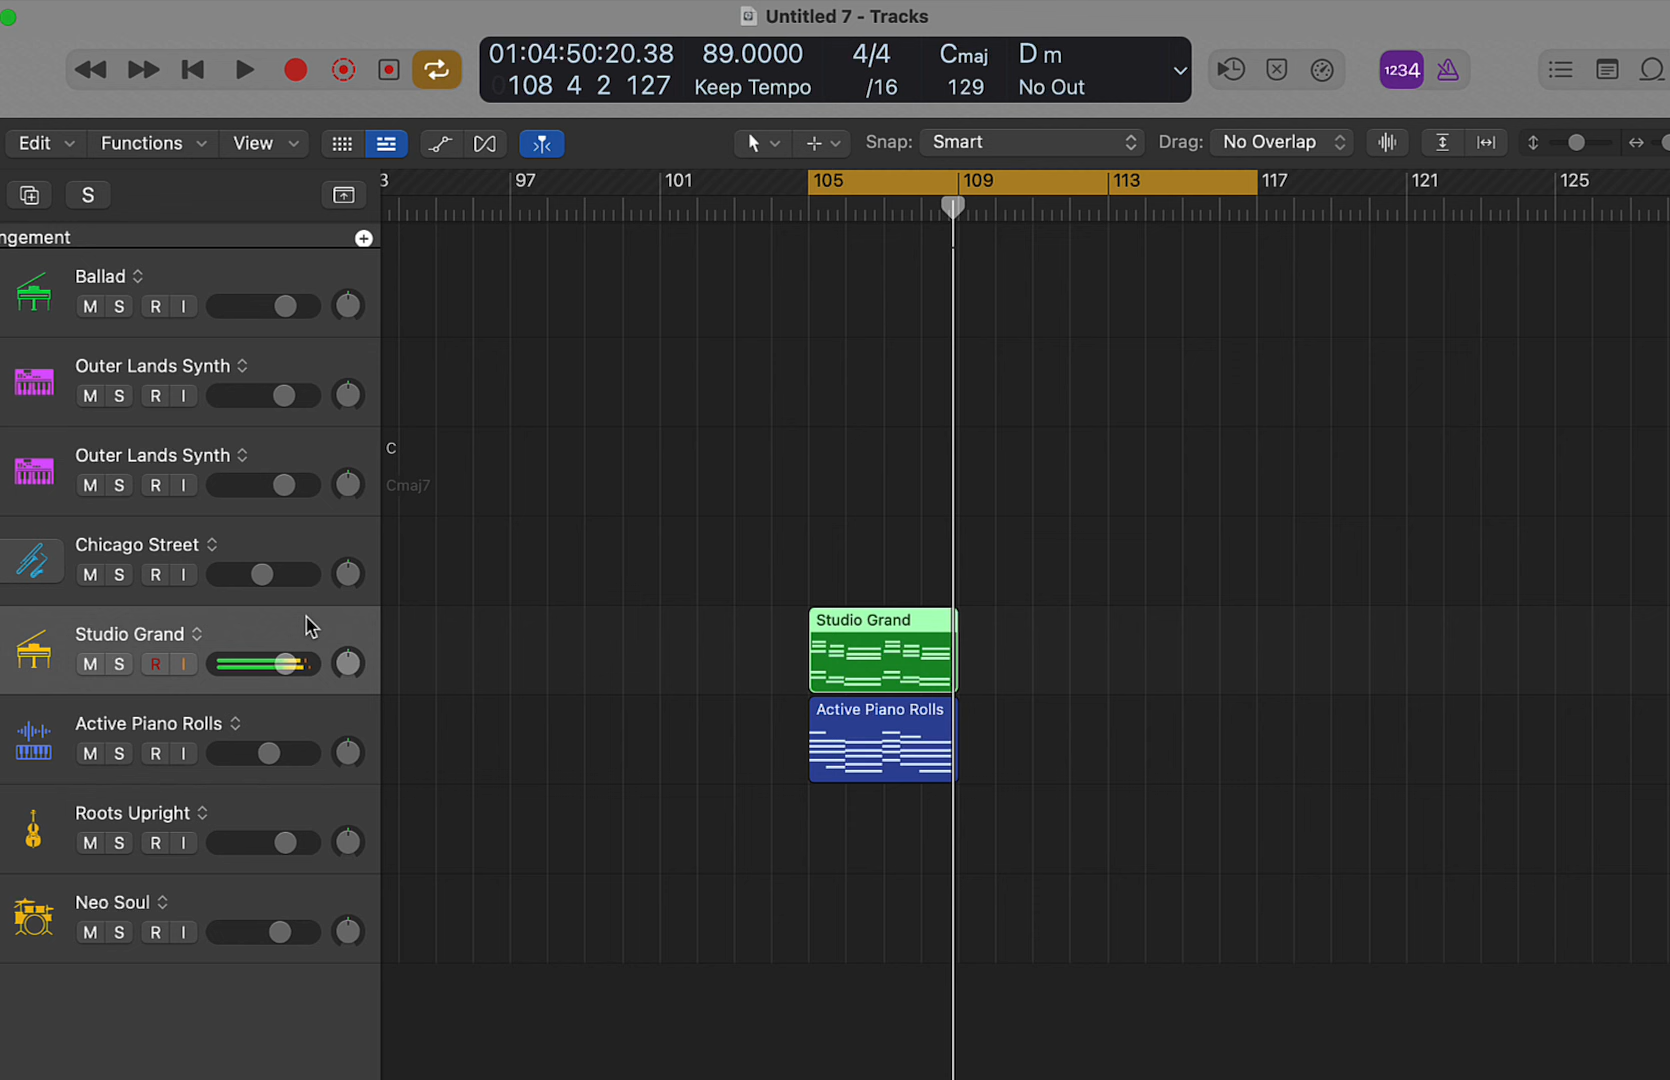 Untitled 7 - Tracks
01:04:50:20.38 89.0000 4/4 Cmaj D m
0108 4 2 127 Keep Tempo /16 129 No Out
1234
Edit Functions View Snap: Smart Drag: No Overlap
S
3 97 101 105 109 113 117 121 125
ngement
Ballad
M S R I
Outer Lands Synth
M S R I
Outer Lands Synth
M S R I
C
Cmaj7
Chicago Street
M S R I
Studio Grand
M S R I
Studio Grand
Active Piano Rolls
M S R I
Active Piano Rolls
Roots Upright
M S R I
Neo Soul
M S R I